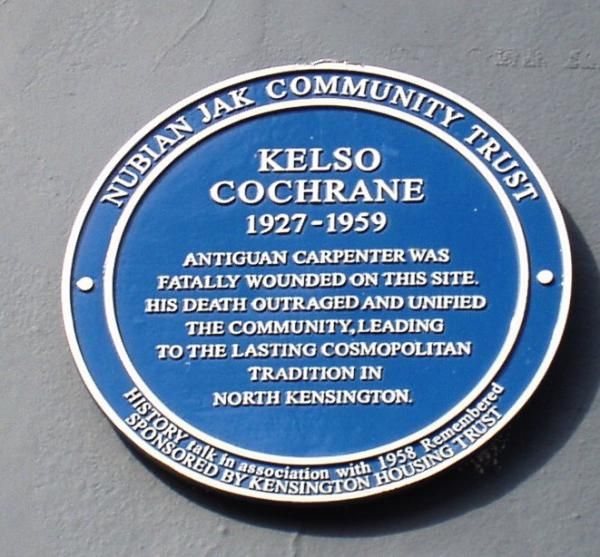 NUBIAN JAK COMMUNITY TRUST
KELSO
COCHRANE
1927-1959
ANTIGUAN CARPENTER WAS
FATALLY WOUNDED ON THIS SITE.
HIS DEATH OUTRAGED AND UNIFIED
THE COMMUNITY, LEADING
TO THE LASTING COSMOPOLITAN
TRADITION IN
NORTH KENSINGTON.
HISTORY talk in association with 1958 Remembered
SPONSORED BY KENSINGTON HOUSING TRUST